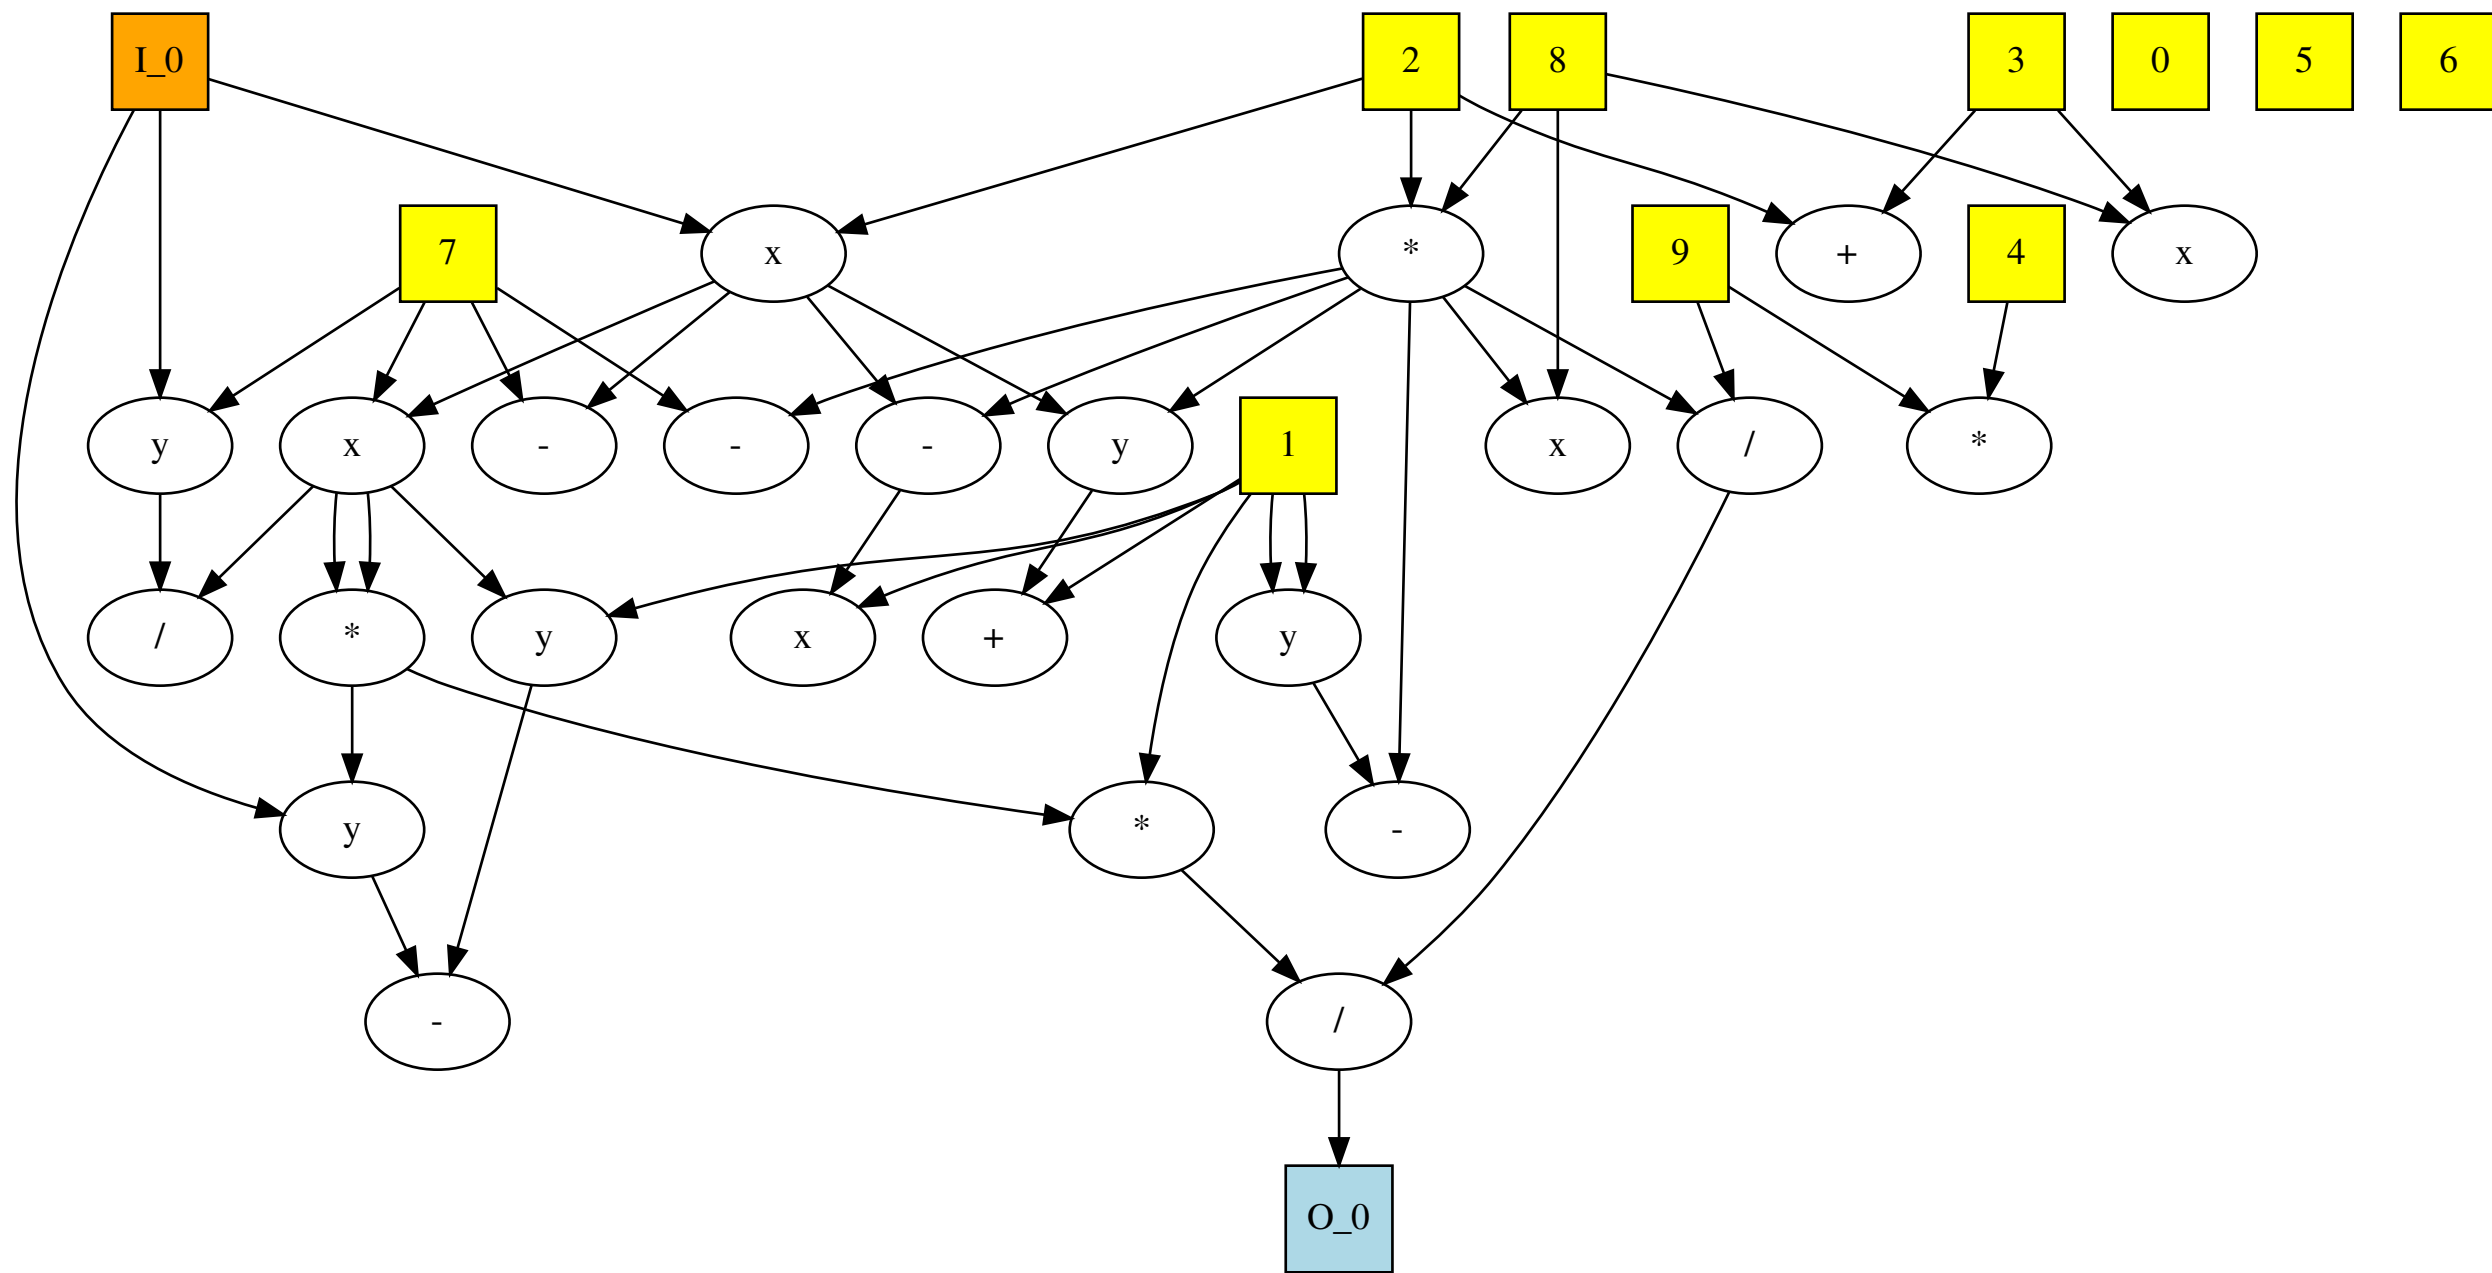 I_0 2 8 3 0 5 6
7 x * 9 + 4 x
y x - - - y 1 x / *
/ * y x + y
y * -
- /
O_0